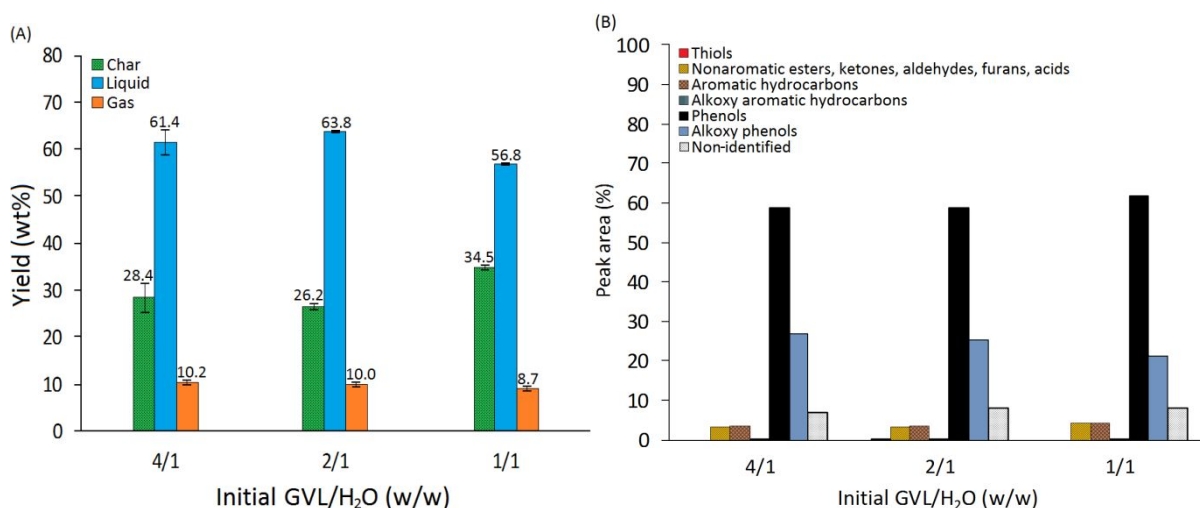 (A)
80
70
60
50
40
30
20
10
0
Yield (wt%)
Char
Liquid
Gas
28.4
61.4
10.2
26.2
63.8
10.0
34.5
56.8
8.7
4/1
2/1
1/1
Initial GVL/H₂O (w/w)
(B)
100
90
80
70
60
50
40
30
20
10
0
Peak area (%)
Thiols
Nonaromatic esters, ketones, aldehydes, furans, acids
Aromatic hydrocarbons
Alkoxy aromatic hydrocarbons
Phenols
Alkoxy phenols
Non-identified
4/1
2/1
1/1
Initial GVL/H₂O (w/w)